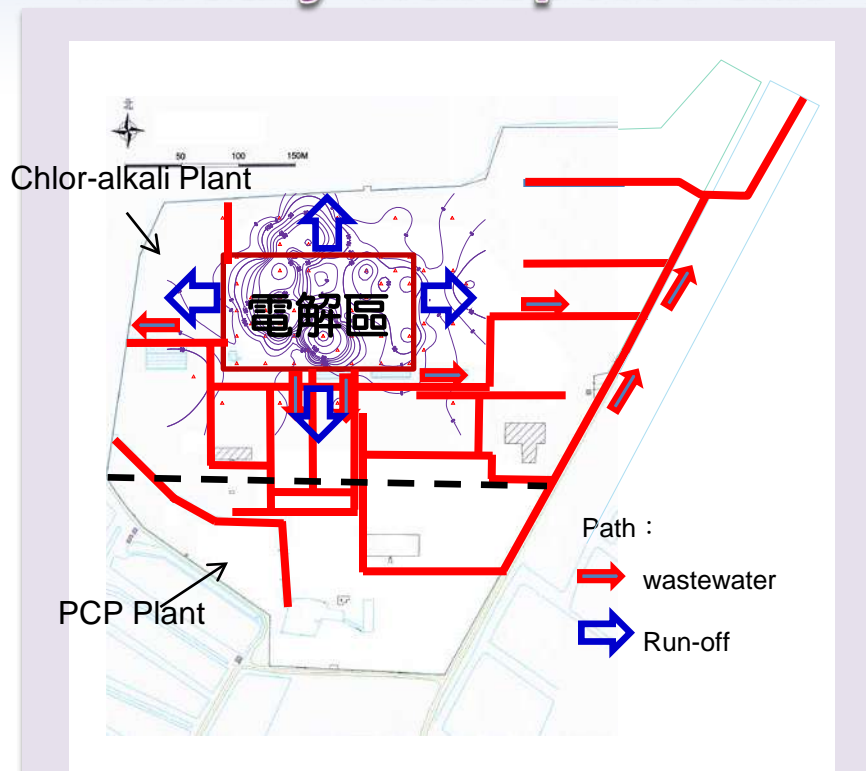 北
50 100 150M
Chlor-alkali Plant
電解區
Path：
wastewater
PCP Plant
Run-off